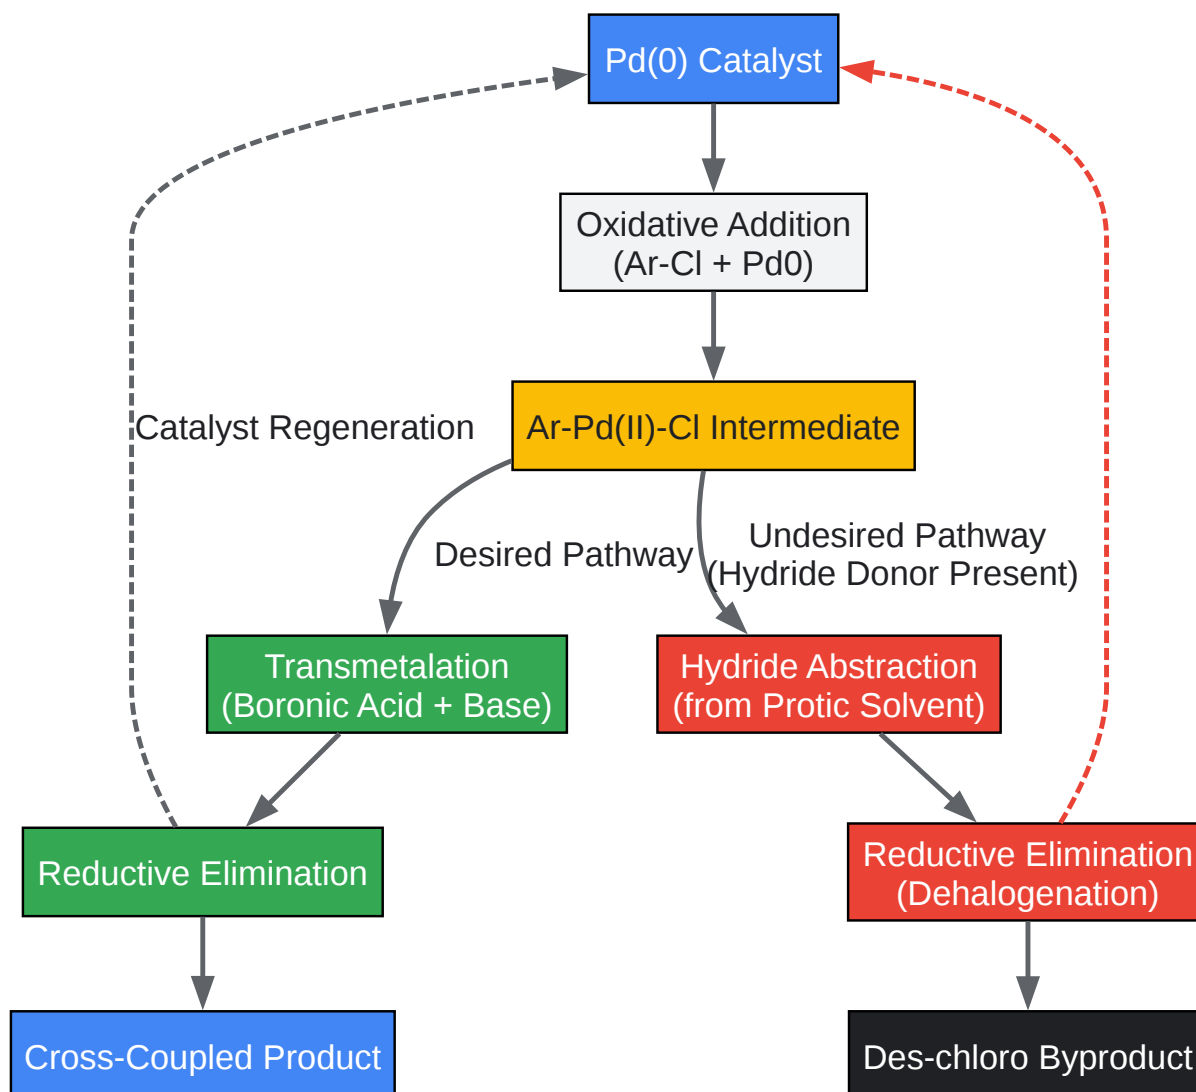 Pd(0) Catalyst
Oxidative Addition
(Ar-Cl + Pd0)
Catalyst Regeneration
Ar-Pd(II)-Cl Intermediate
Desired Pathway
Undesired Pathway
(Hydride Donor Present)
Transmetalation
(Boronic Acid + Base)
Hydride Abstraction
(from Protic Solvent)
Reductive Elimination
Reductive Elimination
(Dehalogenation)
Cross-Coupled Product
Des-chloro Byproduct